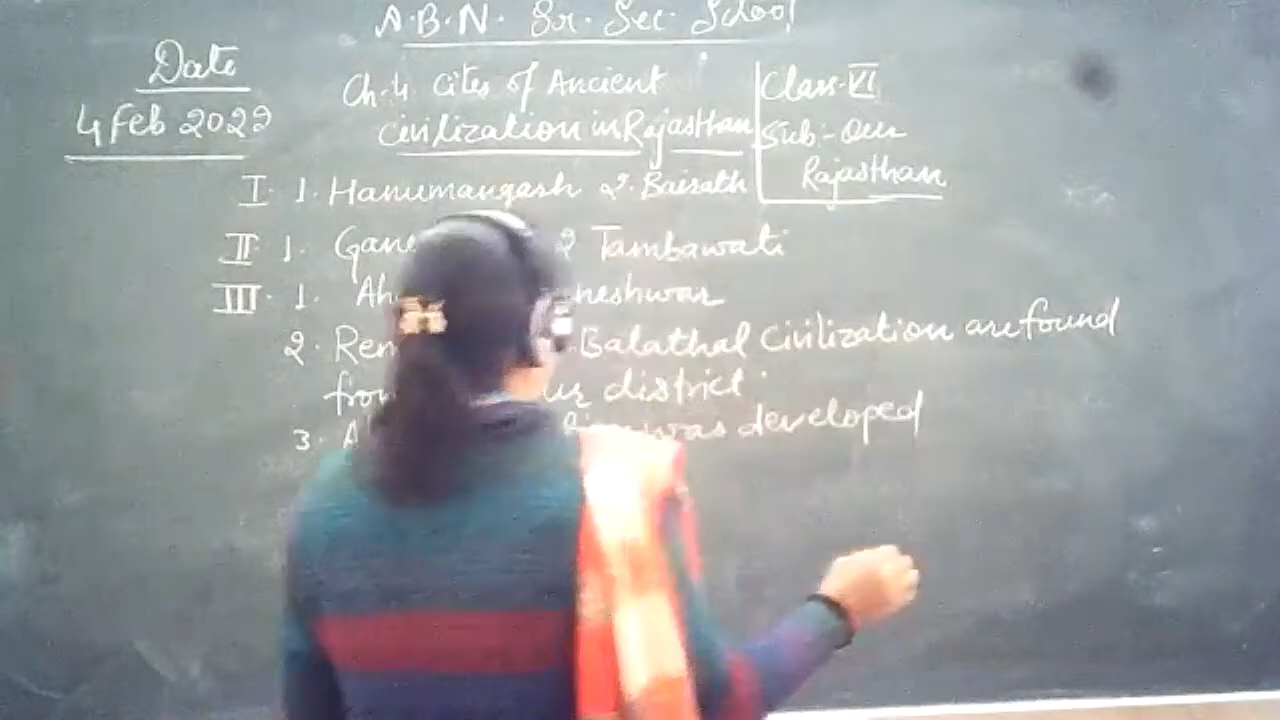 A.B.N. Sr. Sec. School
Date
4 Feb 2022
Ch.4 Cites of Ancient
Civilization in Rajasthan
Class-VI
Sub:- Our
Rajasthan
I. 1. Hanumangarh 2. Bairath
II. 1. 2 Tambawati
III. 1.
2. Balathal Civilization are found
district.
3. was developed